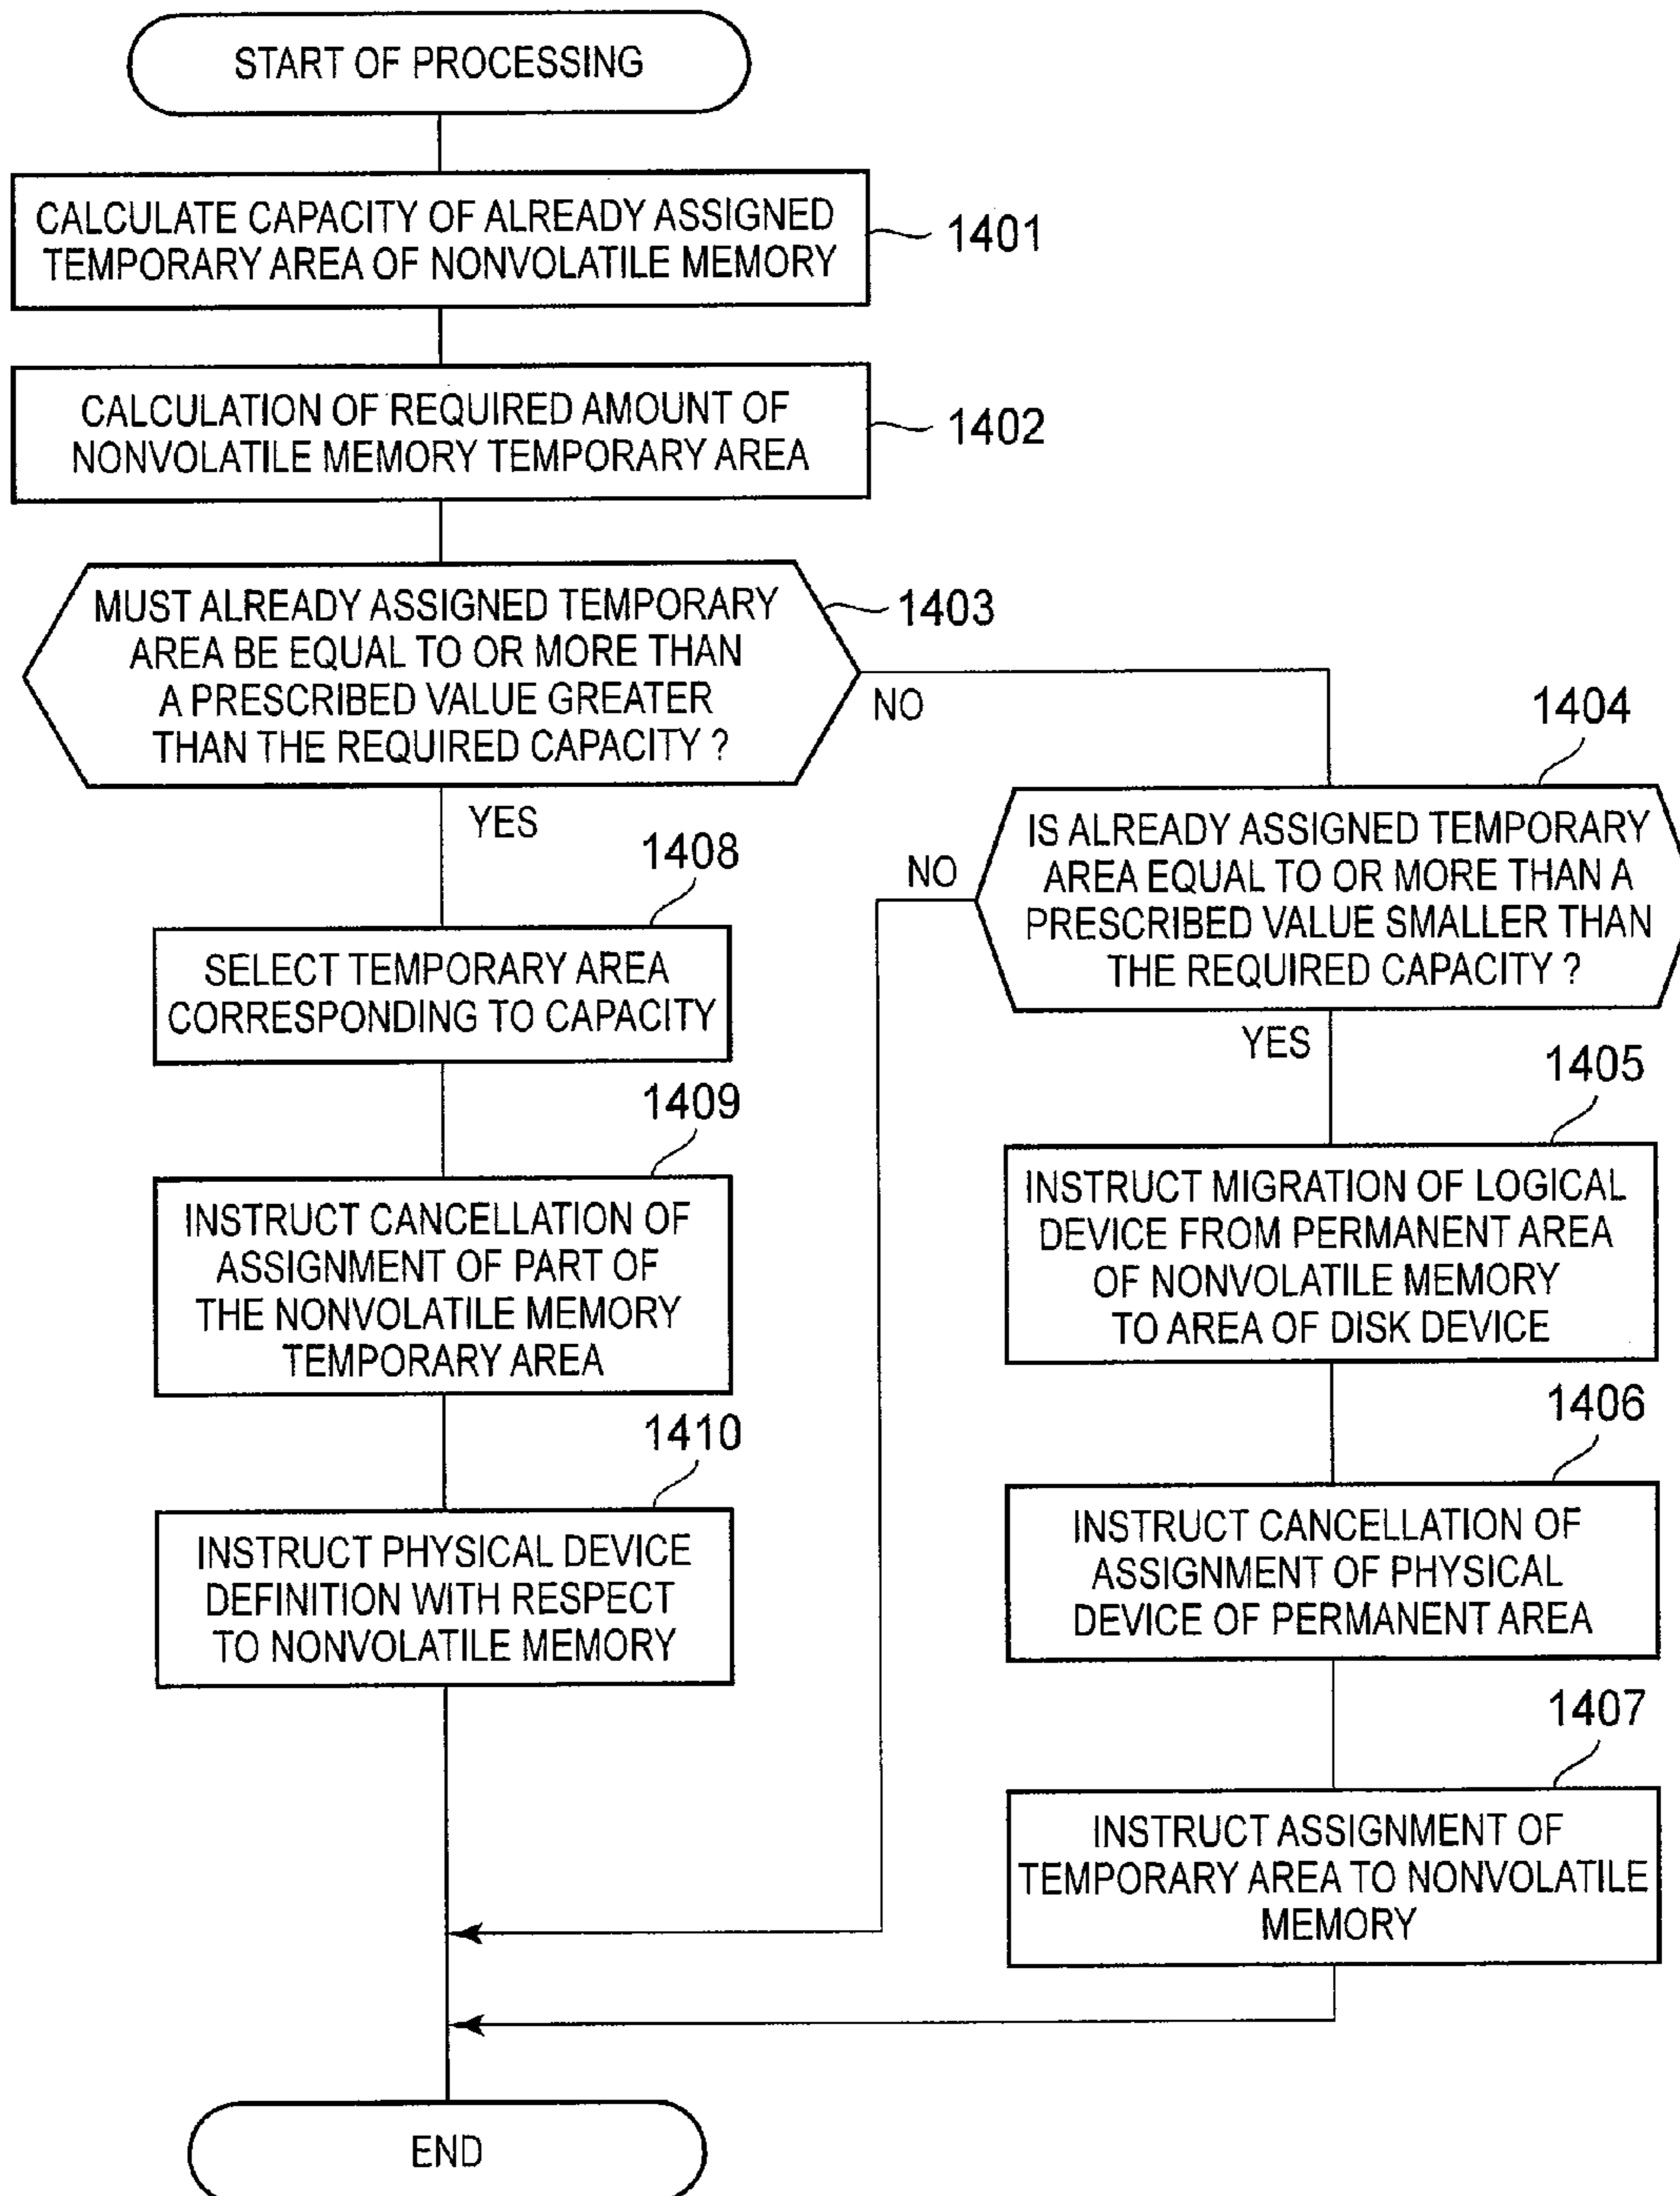 START OF PROCESSING
CALCULATE CAPACITY OF ALREADY ASSIGNED
TEMPORARY AREA OF NONVOLATILE MEMORY
1401
CALCULATION OF REQUIRED AMOUNT OF
NONVOLATILE MEMORY TEMPORARY AREA
1402
MUST ALREADY ASSIGNED TEMPORARY
AREA BE EQUAL TO OR MORE THAN
A PRESCRIBED VALUE GREATER
THAN THE REQUIRED CAPACITY ?
1403
NO
YES
1404
IS ALREADY ASSIGNED TEMPORARY
AREA EQUAL TO OR MORE THAN A
PRESCRIBED VALUE SMALLER THAN
THE REQUIRED CAPACITY ?
NO
YES
1408
SELECT TEMPORARY AREA
CORRESPONDING TO CAPACITY
1409
INSTRUCT CANCELLATION OF
ASSIGNMENT OF PART OF
THE NONVOLATILE MEMORY
TEMPORARY AREA
1410
INSTRUCT PHYSICAL DEVICE
DEFINITION WITH RESPECT
TO NONVOLATILE MEMORY
1405
INSTRUCT MIGRATION OF LOGICAL
DEVICE FROM PERMANENT AREA
OF NONVOLATILE MEMORY
TO AREA OF DISK DEVICE
1406
INSTRUCT CANCELLATION OF
ASSIGNMENT OF PHYSICAL
DEVICE OF PERMANENT AREA
1407
INSTRUCT ASSIGNMENT OF
TEMPORARY AREA TO NONVOLATILE
MEMORY
END